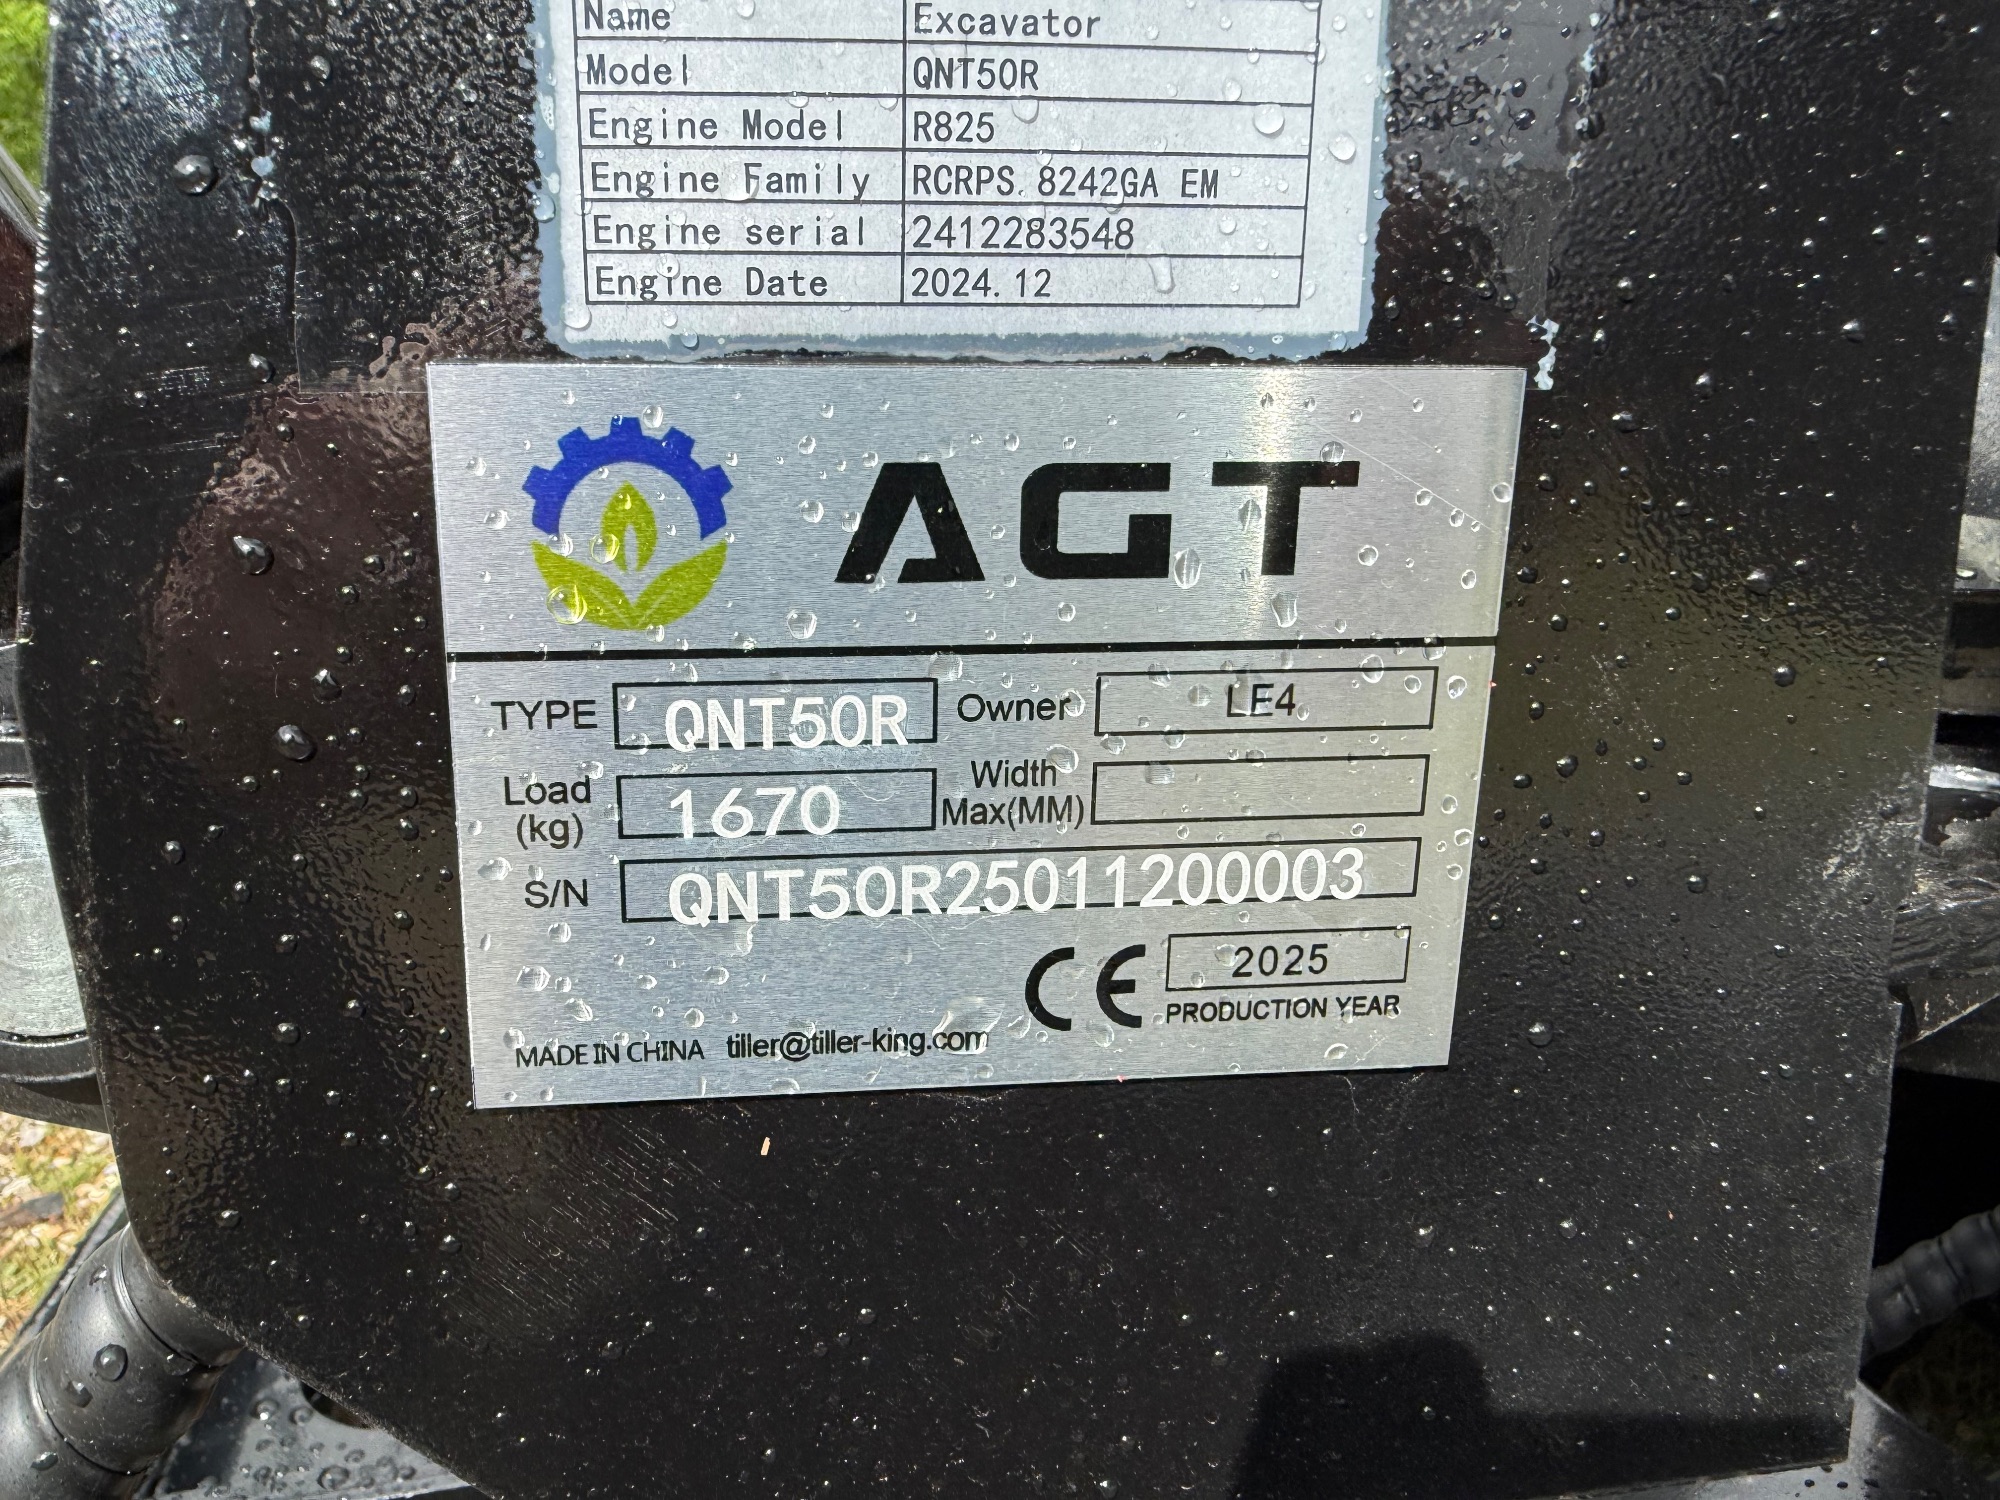 Name Excavator
Model QNT50R
Engine Model R825
Engine Family RCRPS. 8242GA EM
Engine serial 2412283548
Engine Date 2024. 12
AGT
TYPE QNT50R Owner LE4
Load (kg) 1670 Width Max(MM)
S/N QNT50R25011200003
CE 2025
PRODUCTION YEAR
MADE IN CHINA tiller@tiller-king.com